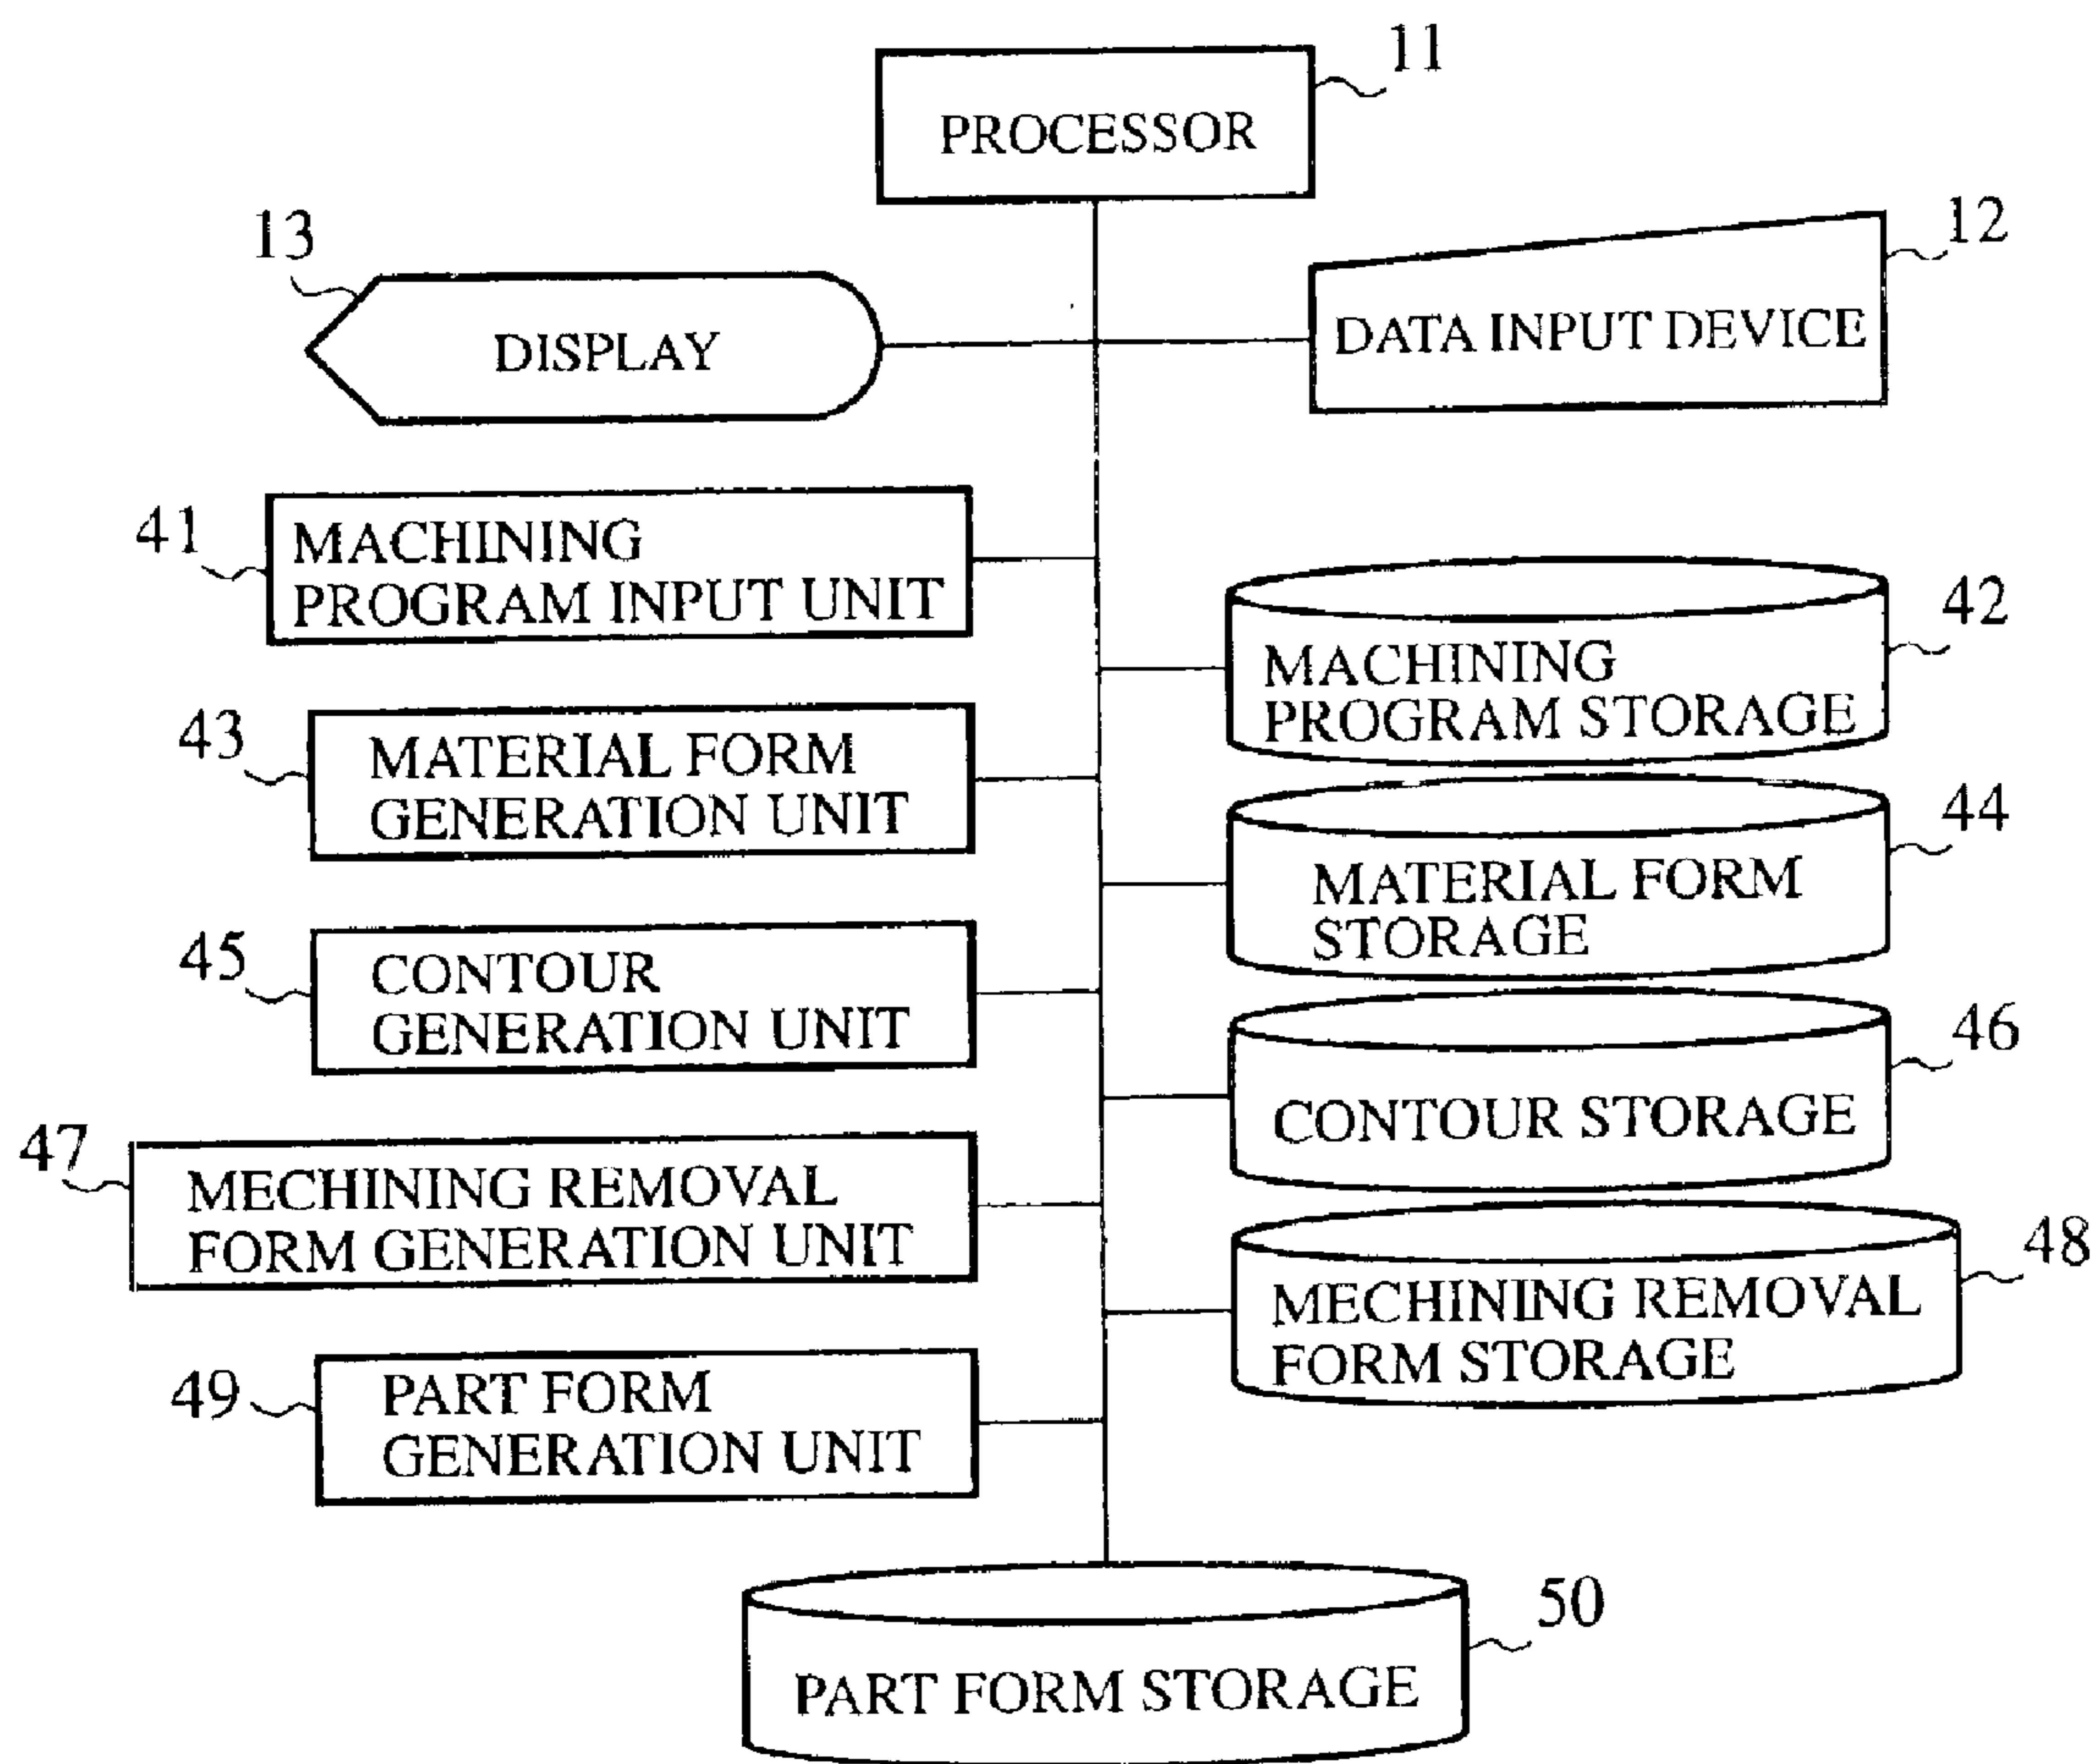 11
PROCESSOR
12
13
DATA INPUT DEVICE
DISPLAY
41
MACHINING
PROGRAM INPUT UNIT
42
MACHINING
PROGRAM STORAGE
43
MATERIAL FORM
GENERATION UNIT
44
MATERIAL FORM
STORAGE
45
CONTOUR
GENERATION UNIT
46
CONTOUR STORAGE
47
MECHINING REMOVAL
FORM GENERATION UNIT
48
MECHINING REMOVAL
FORM STORAGE
49
PART FORM
GENERATION UNIT
50
PART FORM STORAGE